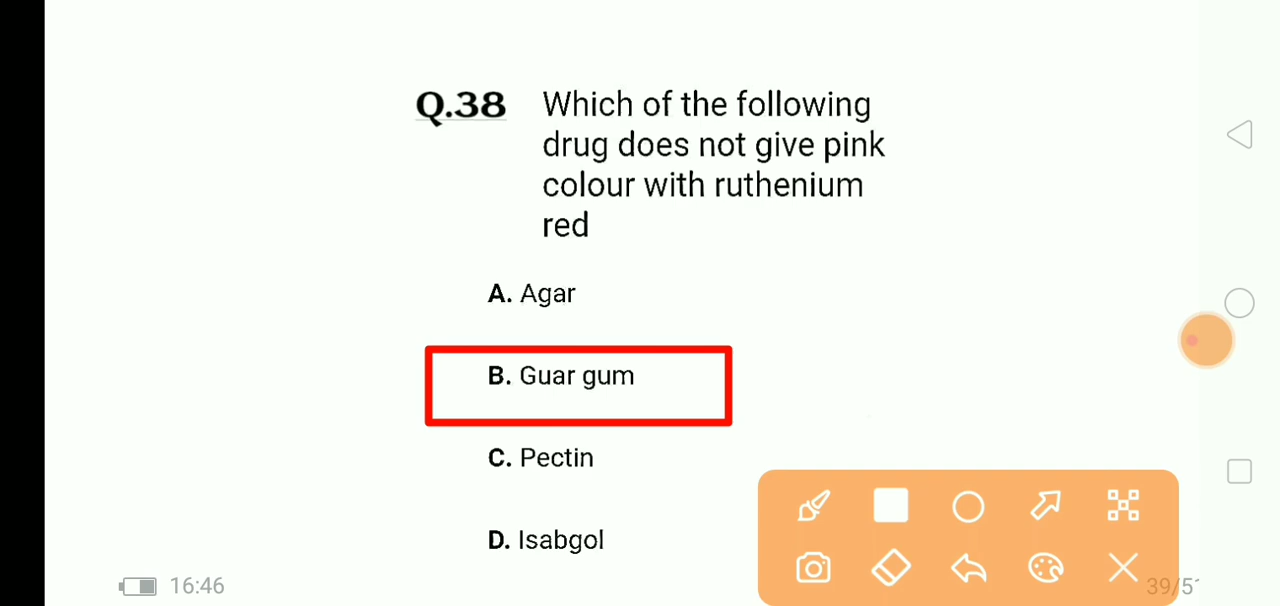 Q.38 Which of the following
drug does not give pink
colour with ruthenium
red
A. Agar
B. Guar gum
C. Pectin
D. Isabgol
16:46
39/51